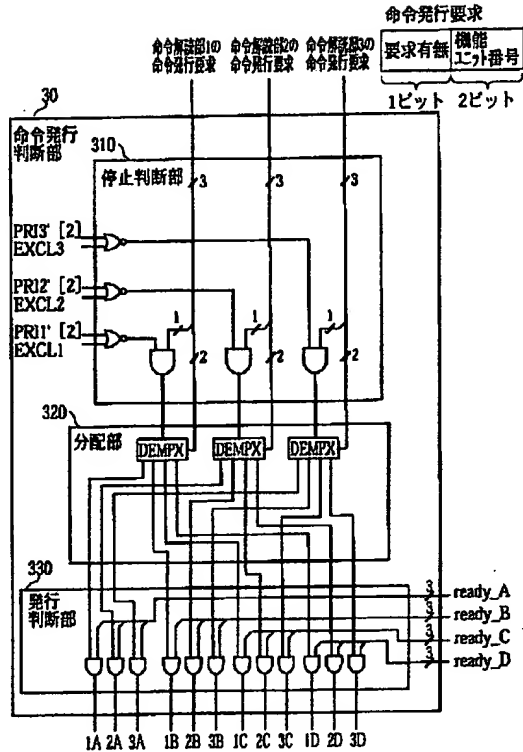 命令発行要求
要求有無
機能
ユニット番号
1ビット
2ビット
命令解読部1の
命令発行要求
命令解読部2の
命令発行要求
命令解読部3の
命令発行要求
30
命令発行
判断部
310
停止判断部
3
3
3
PRI3' [2]
EXCL3
PRI2' [2]
EXCL2
PRI1' [2]
EXCL1
1
1
1
2
2
2
320
分配部
DEMPX
DEMPX
DEMPX
330
発行
判断部
3
ready_A
3
ready_B
3
ready_C
3
ready_D
1A 2A 3A 1B 2B 3B 1C 2C 3C 1D 2D 3D